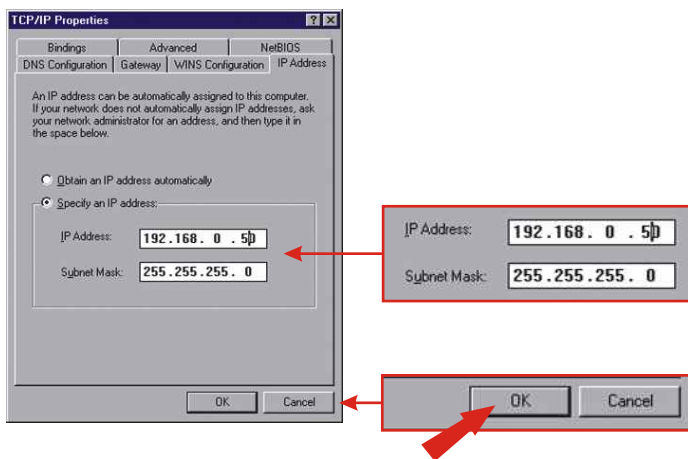 TCP/IP Properties
Bindings Advanced NetBIOS
DNS Configuration Gateway WINS Configuration IP Address
An IP address can be automatically assigned to this computer.
If your network does not automatically assign IP addresses, ask
your network administrator for an address, and then type it in
the space below.
Obtain an IP address automatically
Specify an IP address:
IP Address: 192.168. 0 .50
Subnet Mask: 255.255.255. 0
OK Cancel
IP Address: 192.168. 0 .50
Subnet Mask: 255.255.255. 0
OK Cancel